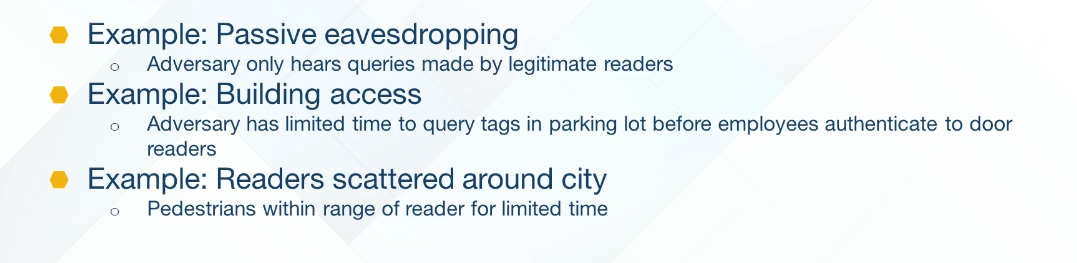 Example: Passive eavesdropping
Adversary only hears queries made by legitimate readers
Example: Building access
Adversary has limited time to query tags in parking lot before employees authenticate to door
readers
Example: Readers scattered around city
Pedestrians within range of reader for limited time